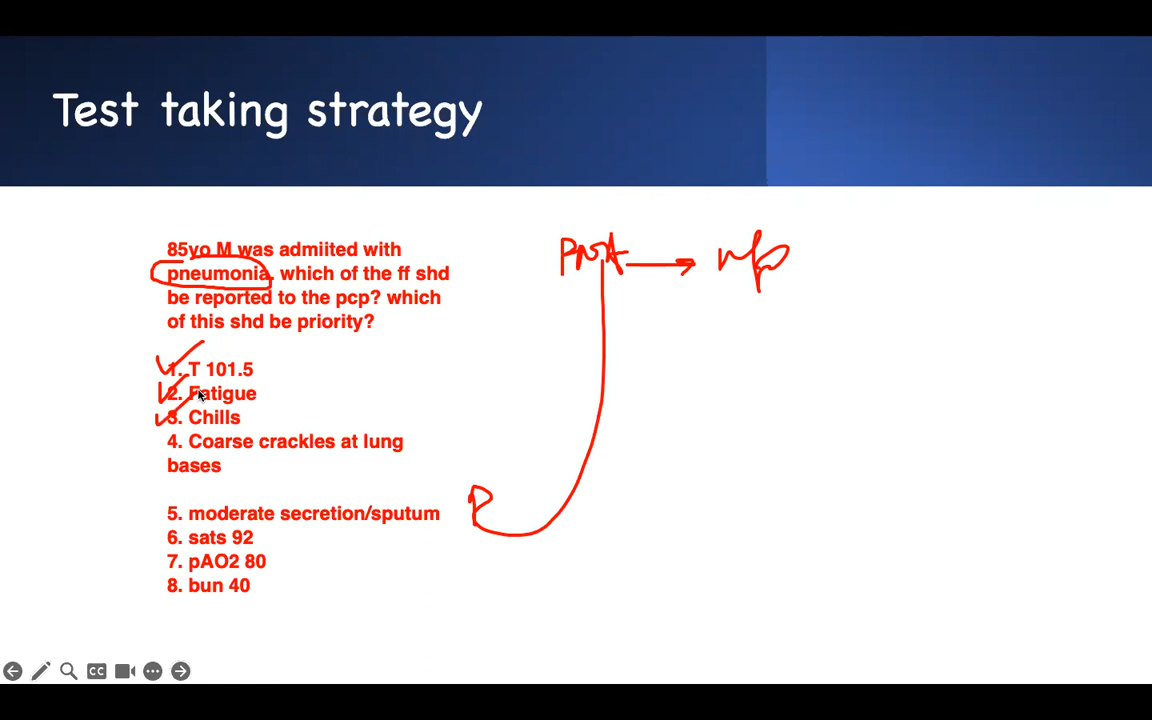 Test taking strategy
85yo M was admiited with
pneumonia. which of the ff shd
be reported to the pcp? which
of this shd be priority?
1. T 101.5
2. Fatigue
3. Chills
4. Coarse crackles at lung
bases
5. moderate secretion/sputum
6. sats 92
7. pAO2 80
8. bun 40
CC